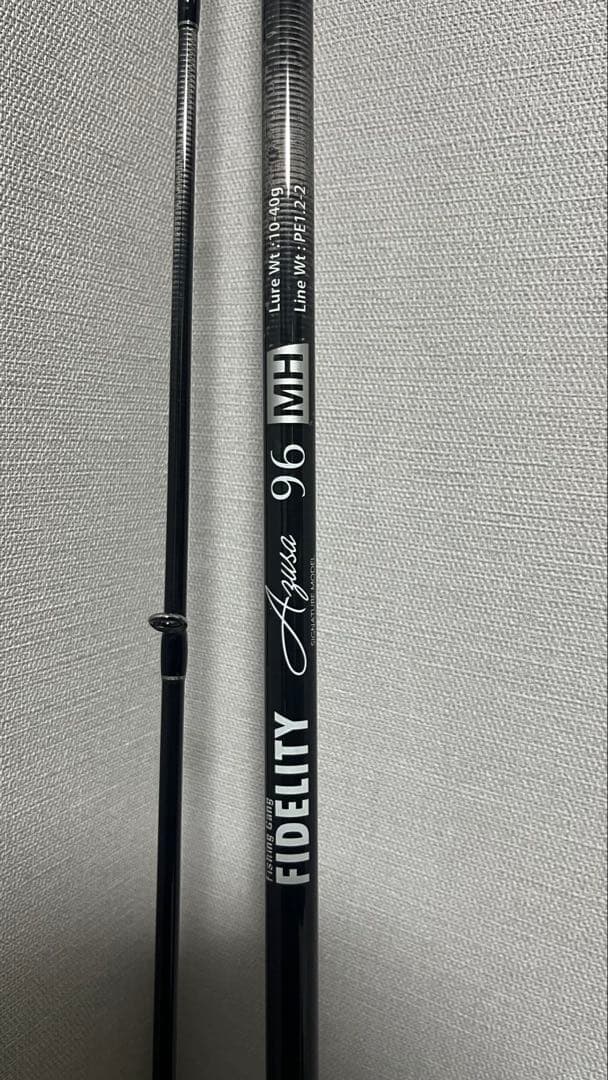 Fishing Gang
FIDELITY
Azusa
SIGNATURE MODEL
96 MH
Lure Wt : 10-40g
Line Wt : PE1.2-2